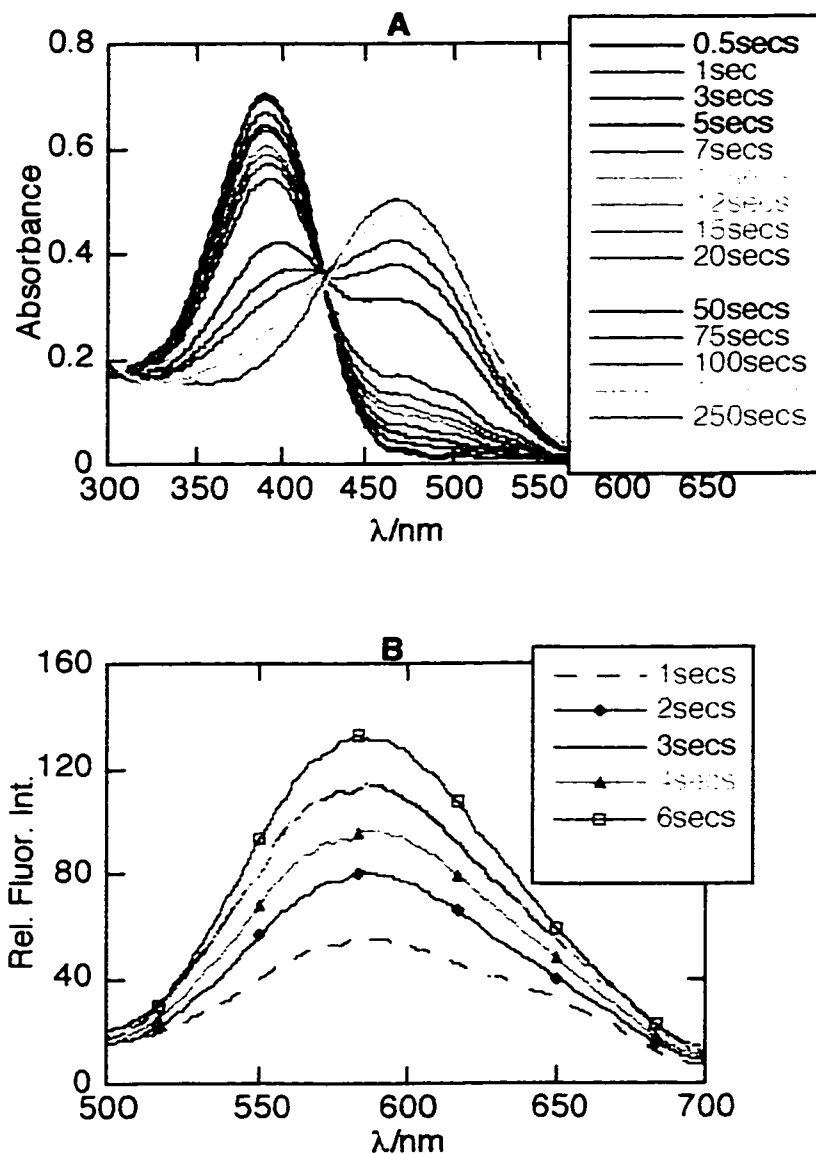 A
0.8
0.6
0.4
0.2
0
Absorbance
300 350 400 450 500 550 600 650
λ/nm
0.5secs
1sec
3secs
5secs
7secs
12secs
15secs
20secs
50secs
75secs
100secs
250secs
B
160
120
80
40
0
Rel. Fluor. Int.
500 550 600 650 700
λ/nm
1secs
2secs
3secs
4secs
6secs